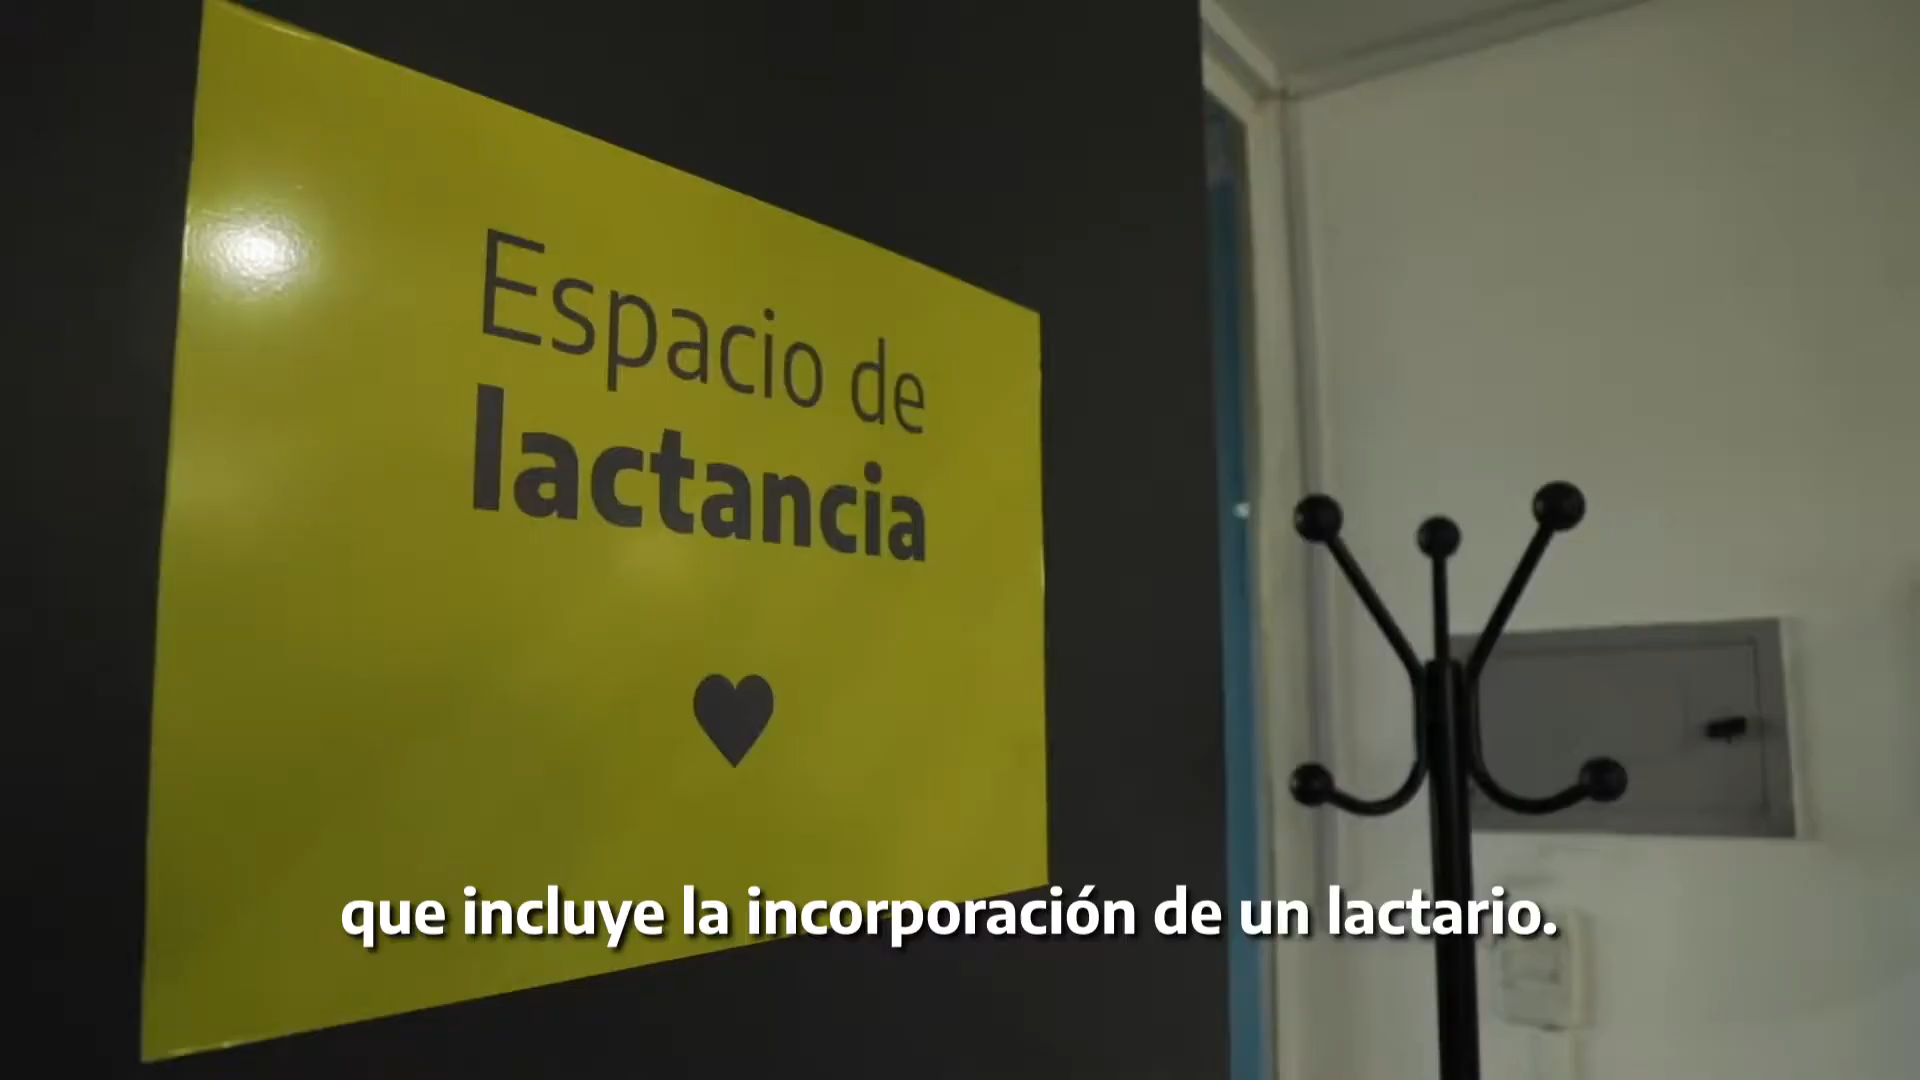 Espacio de
lactancia
que incluye la incorporación de un lactario.